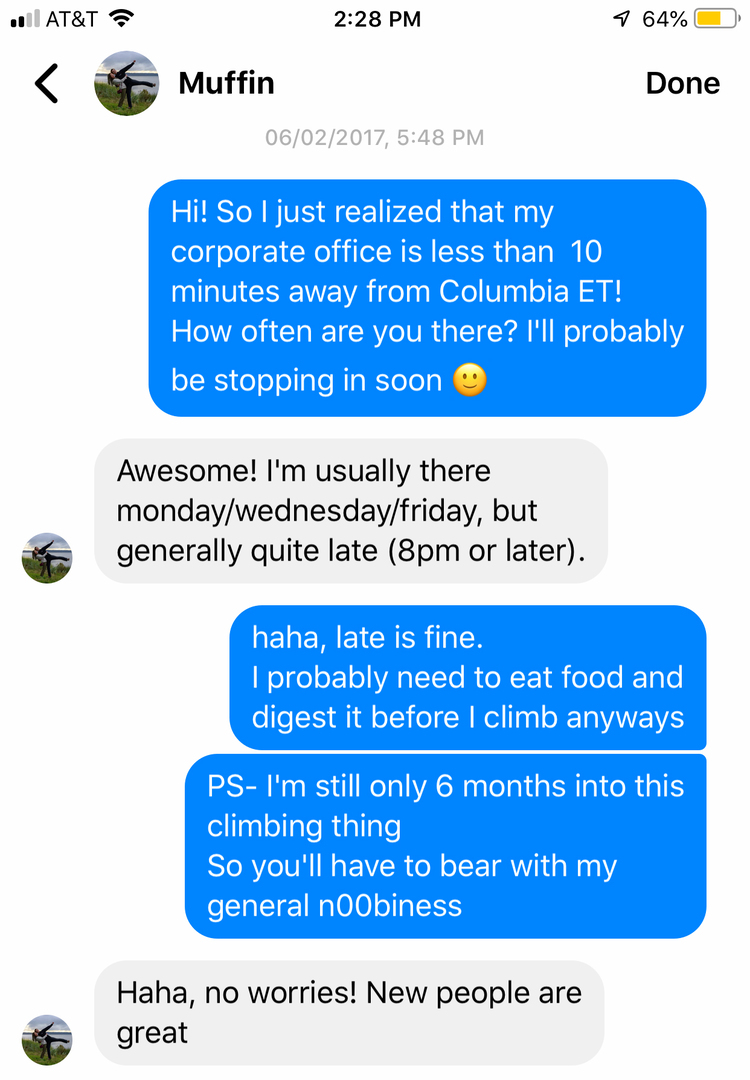 AT&T 2:28 PM 64%
Muffin Done
06/02/2017, 5:48 PM
Hi! So I just realized that my
corporate office is less than  10
minutes away from Columbia ET!
How often are you there? I'll probably
be stopping in soon 🙂
Awesome! I'm usually there
monday/wednesday/friday, but
generally quite late (8pm or later).
haha, late is fine.
I probably need to eat food and
digest it before I climb anyways
PS- I'm still only 6 months into this
climbing thing
So you'll have to bear with my
general n00biness
Haha, no worries! New people are
great